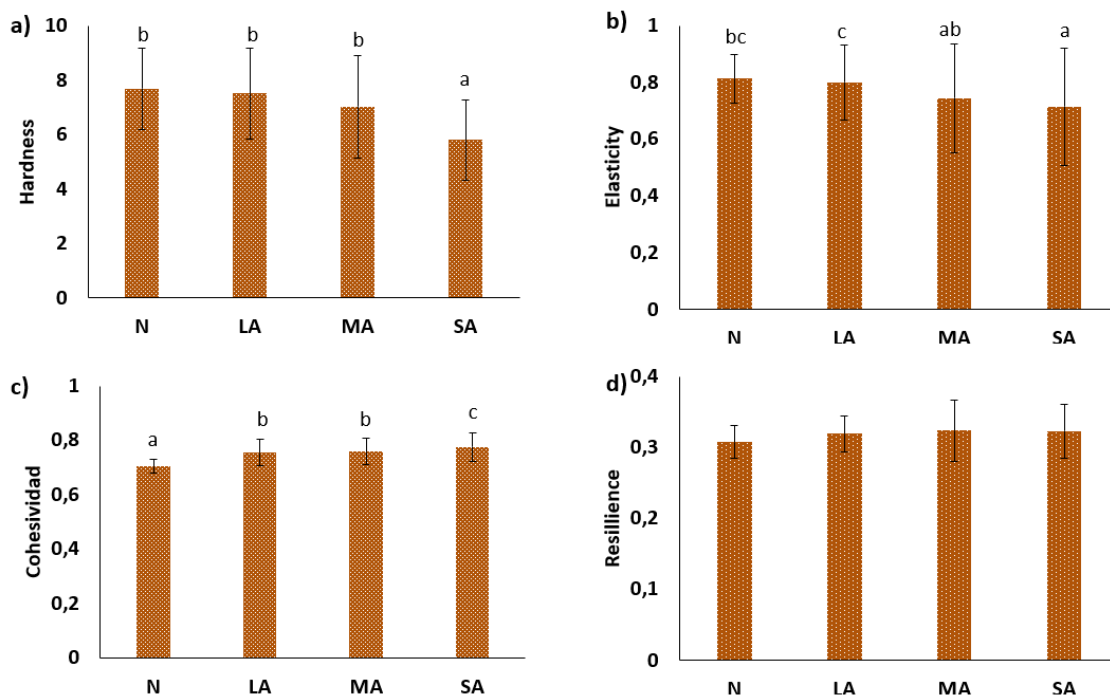 a)
Hardness
10
8
6
4
2
0
b b b a
N LA MA SA
b)
Elasticity
1
0,8
0,6
0,4
0,2
0
bc c ab a
N LA MA SA
c)
Cohesividad
1
0,8
0,6
0,4
0,2
0
a b b c
N LA MA SA
d)
Resillience
0,4
0,3
0,2
0,1
0
N LA MA SA